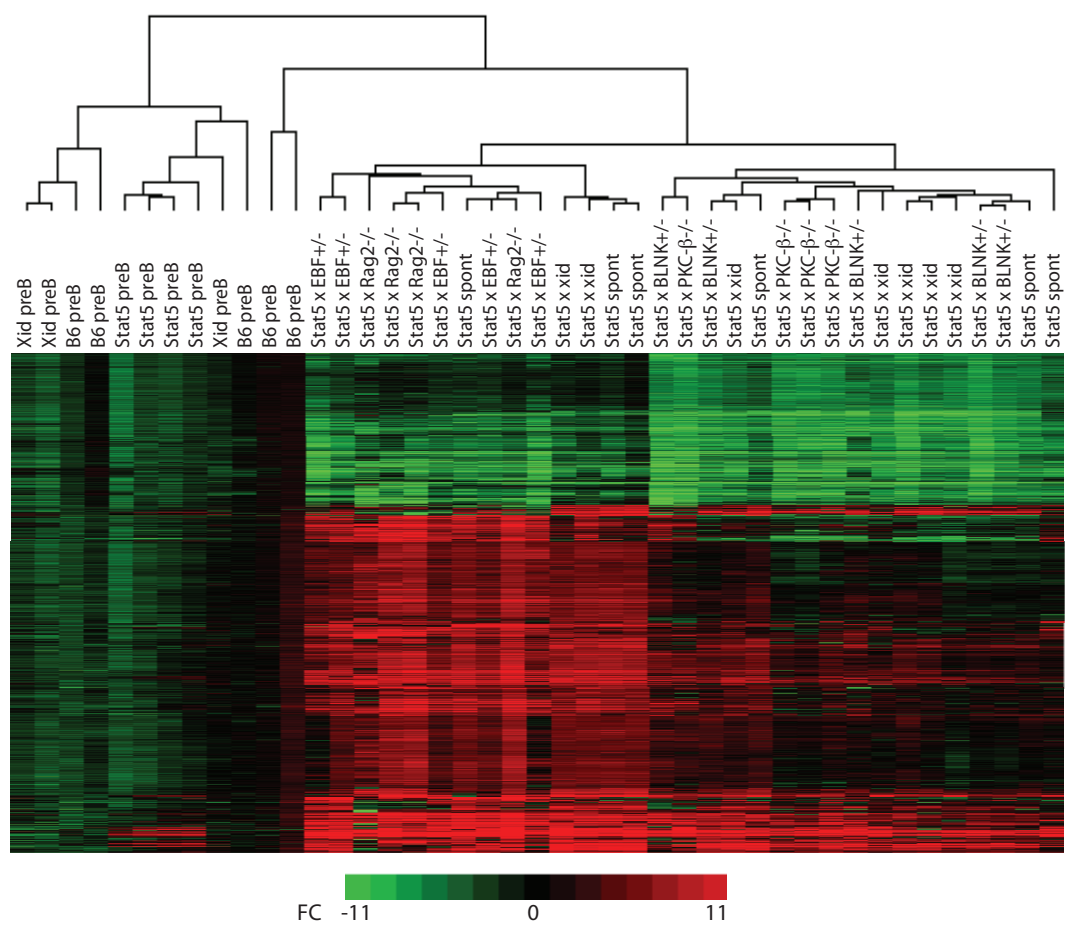 Xid preB
Xid preB
B6 preB
B6 preB
Stat5 preB
Stat5 preB
Stat5 preB
Stat5 preB
Xid preB
B6 preB
B6 preB
B6 preB
Stat5 x EBF+/-
Stat5 x EBF+/-
Stat5 x Rag2-/-
Stat5 x Rag2-/-
Stat5 x Rag2-/-
Stat5 x EBF+/-
Stat5 spont
Stat5 x EBF+/-
Stat5 x Rag2-/-
Stat5 x EBF+/-
Stat5 x xid
Stat5 x xid
Stat5 spont
Stat5 spont
Stat5 x BLNK+/-
Stat5 x PKC-β-/-
Stat5 x BLNK+/-
Stat5 x xid
Stat5 spont
Stat5 x PKC-β-/-
Stat5 x PKC-β-/-
Stat5 x PKC-β-/-
Stat5 x BLNK+/-
Stat5 x xid
Stat5 x xid
Stat5 x xid
Stat5 x xid
Stat5 x BLNK+/-
Stat5 x BLNK+/-
Stat5 spont
Stat5 spont
FC -11 0 11